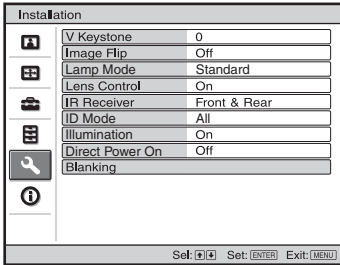 Installation
V Keystone 0
Image Flip Off
Lamp Mode Standard
Lens Control On
IR Receiver Front & Rear
ID Mode All
Illumination On
Direct Power On Off
Blanking
Sel: Set: ENTER Exit: MENU